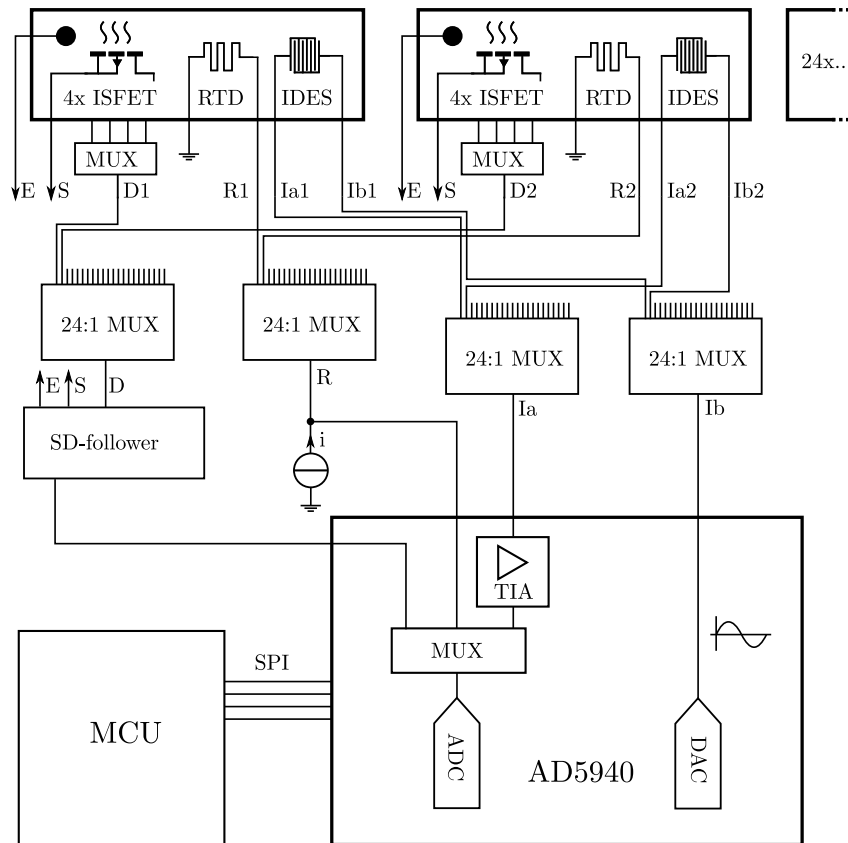 4x ISFET RTD IDES
4x ISFET RTD IDES
24x..
MUX
MUX
E S D1 R1 Ia1 Ib1
E S D2 R2 Ia2 Ib2
24:1 MUX
24:1 MUX
24:1 MUX
24:1 MUX
E S D
R
Ia
Ib
SD-follower
i
TIA
MUX
SPI
MCU
ADC
AD5940
DAC